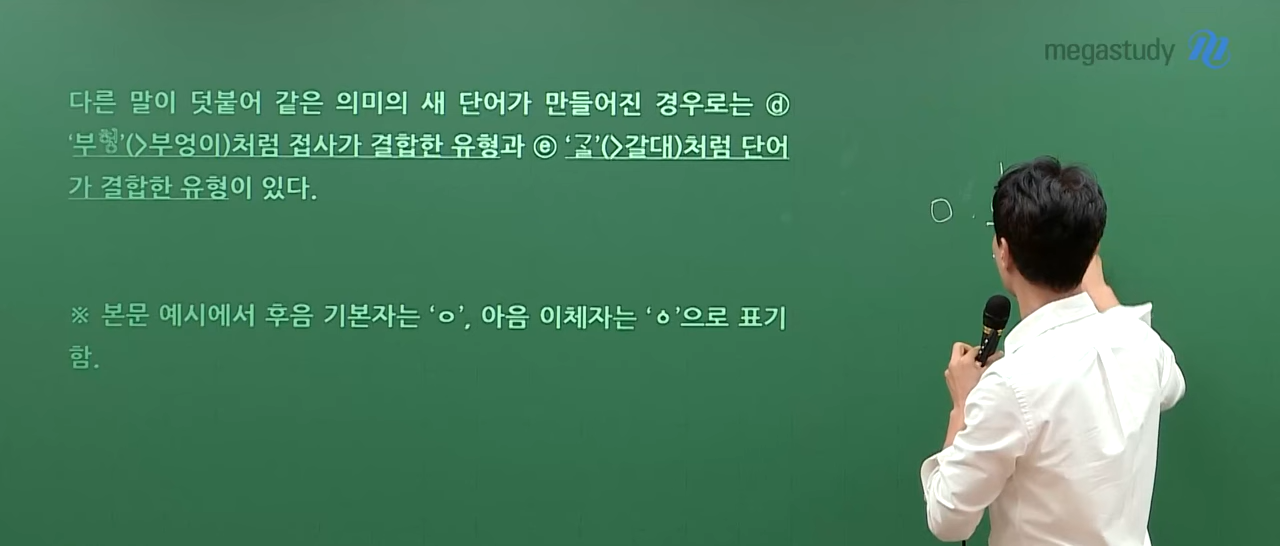 megastudy
다른 말이 덧붙어 같은 의미의 새 단어가 만들어진 경우로는 ⓓ
‘부헝’(>부엉이)처럼 접사가 결합한 유형과 ⓔ ‘ᄀᆞᆯ’(>갈대)처럼 단어
가 결합한 유형이 있다.
※ 본문 예시에서 후음 기본자는 ‘ㅇ’, 아음 이체자는 ‘ㆁ’으로 표기
함.